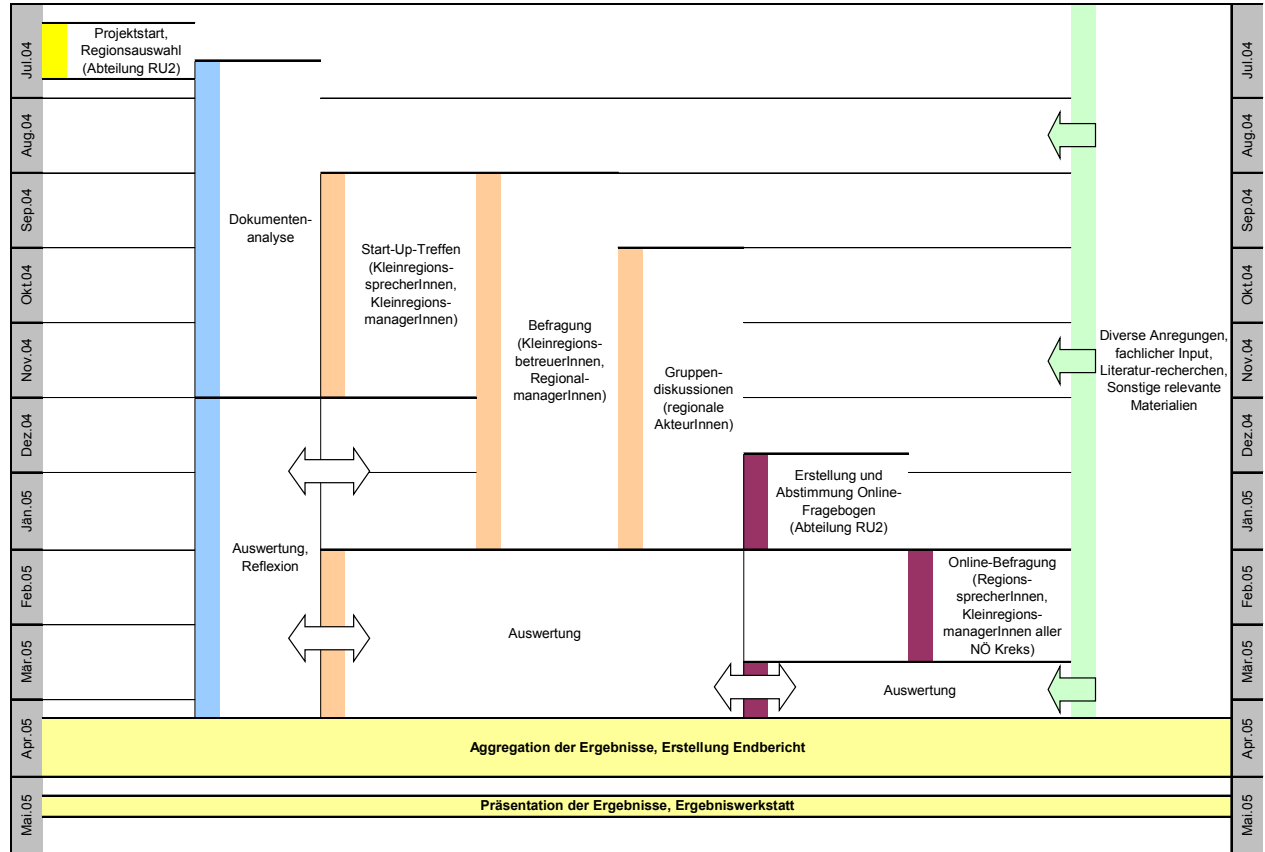 Jul.04
Aug.04
Sep.04
Okt.04
Nov.04
Dez.04
Jän.05
Feb.05
Mär.05
Apr.05
Mai.05
Projektstart,
Regionsauswahl
(Abteilung RU2)
Dokumenten-
analyse
Auswertung,
Reflexion
Start-Up-Treffen
(KleinregionssprecherInnen,
KleinregionsmanagerInnen)
Befragung
(Kleinregions-
betreuerInnen,
Regional-
managerInnen)
Gruppen-
diskussionen
(regionale
AkteurInnen)
Auswertung
Erstellung und
Abstimmung Online-
Fragebogen
(Abteilung RU2)
Online-Befragung
(Regions-
sprecherInnen,
Kleinregions-
managerInnen aller
NÖ Kreks)
Auswertung
Diverse Anregungen,
fachlicher Input,
Literatur-recherchen,
Sonstige relevante
Materialien
Aggregation der Ergebnisse, Erstellung Endbericht
Präsentation der Ergebnisse, Ergebniswerkstatt
Jul.04
Aug.04
Sep.04
Okt.04
Nov.04
Dez.04
Jän.05
Feb.05
Mär.05
Apr.05
Mai.05